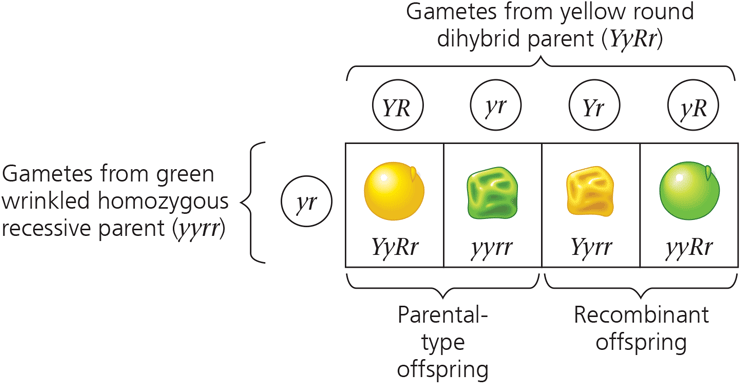 Gametes from yellow round
dihybrid parent (YyRr)
YR yr Yr yR
Gametes from green
wrinkled homozygous
recessive parent (yyrr)
yr
YyRr yyrr Yyrr yyRr
Parental-
type
offspring
Recombinant
offspring